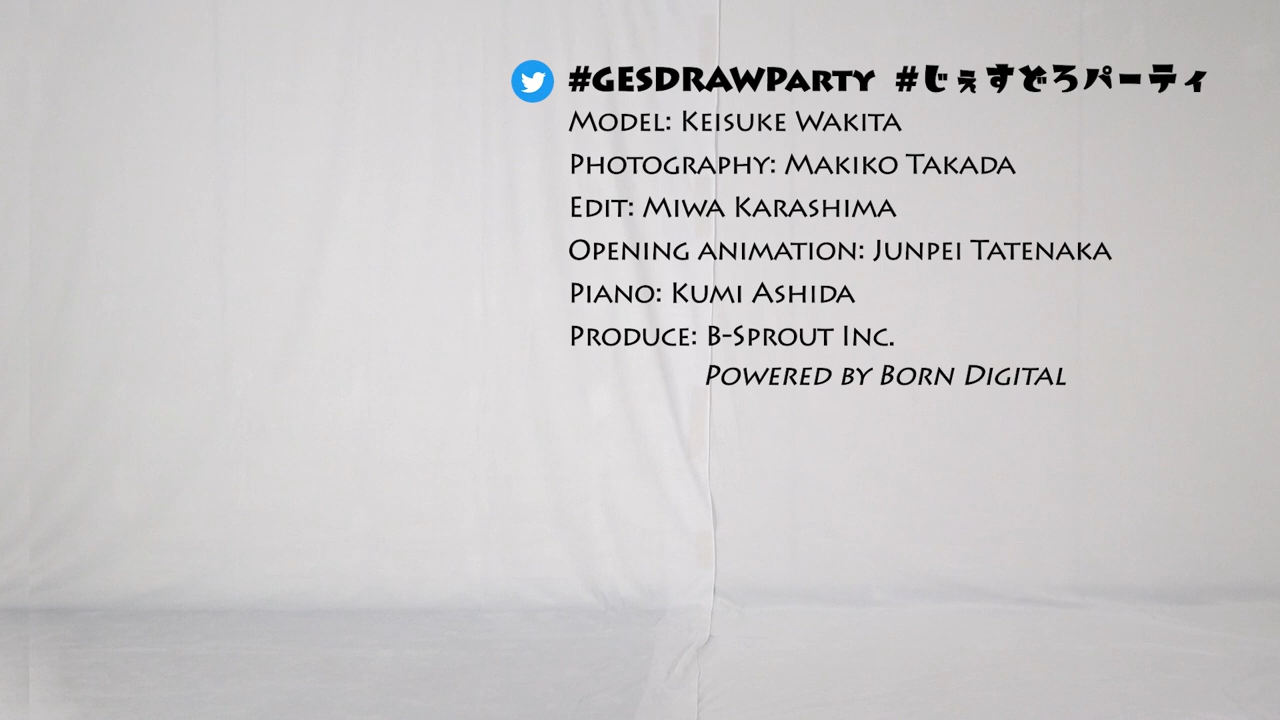 #GESDRAWPARTY #じぇすどろパーティ
MODEL: KEISUKE WAKITA
PHOTOGRAPHY: MAKIKO TAKADA
EDIT: MIWA KARASHIMA
OPENING ANIMATION: JUNPEI TATENAKA
PIANO: KUMI ASHIDA
PRODUCE: B-SPROUT INC.
POWERED BY BORN DIGITAL